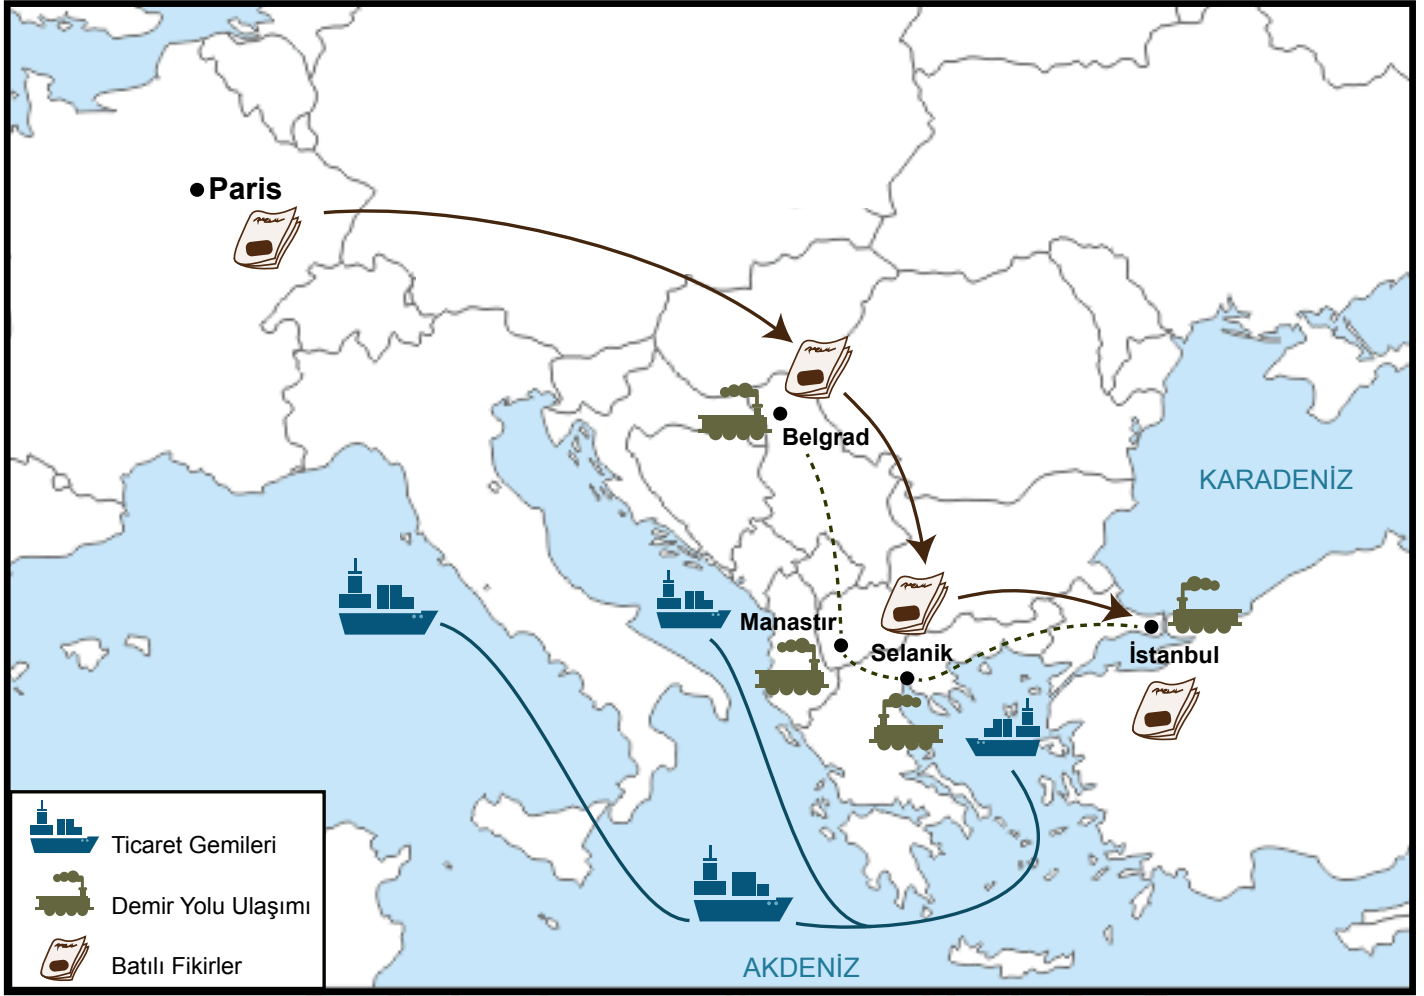 Paris
Belgrad
KARADENİZ
Manastır
Selanik
İstanbul
Ticaret Gemileri
Demir Yolu Ulaşımı
Batılı Fikirler
AKDENİZ